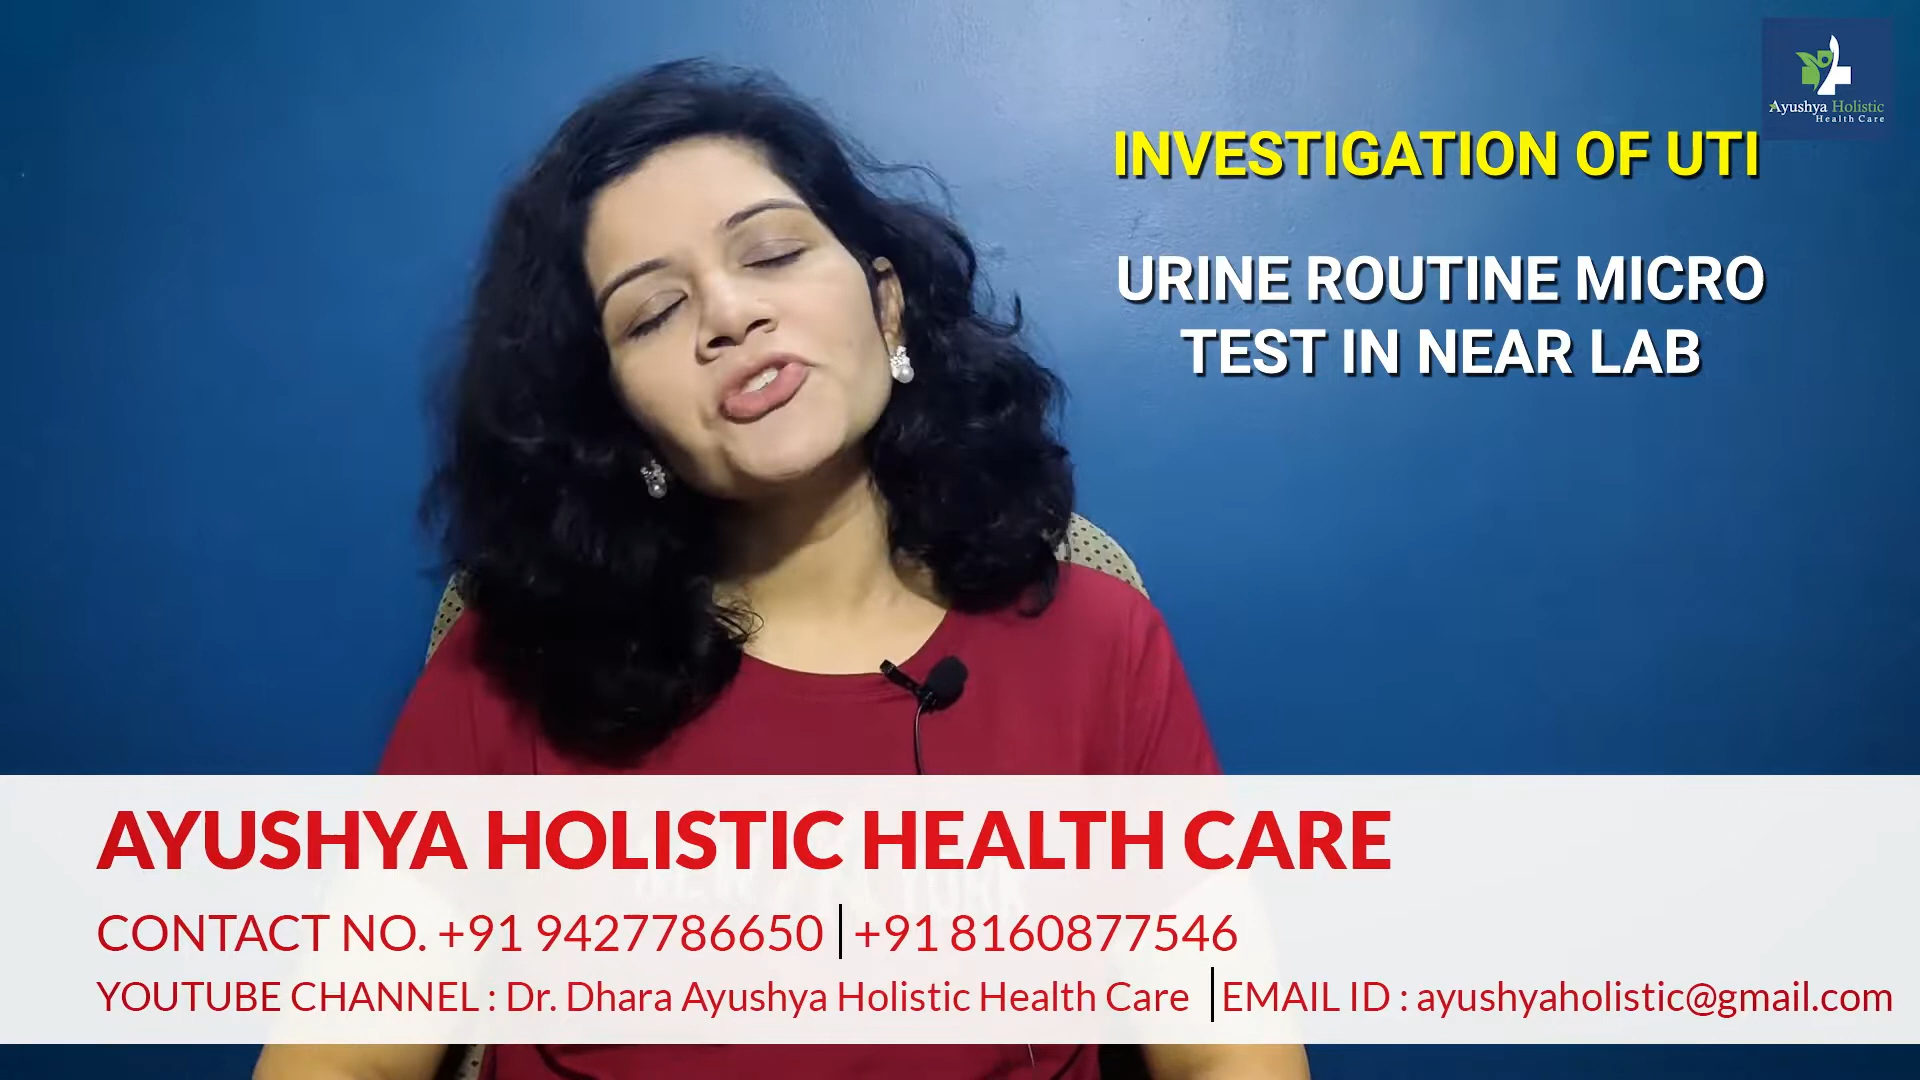 Ayushya Holistic
Health Care
INVESTIGATION OF UTI
URINE ROUTINE MICRO
TEST IN NEAR LAB
AYUSHYA HOLISTIC HEALTH CARE
CONTACT NO. +91 9427786650 | +91 8160877546
YOUTUBE CHANNEL : Dr. Dhara Ayushya Holistic Health Care | EMAIL ID : ayushyaholistic@gmail.com